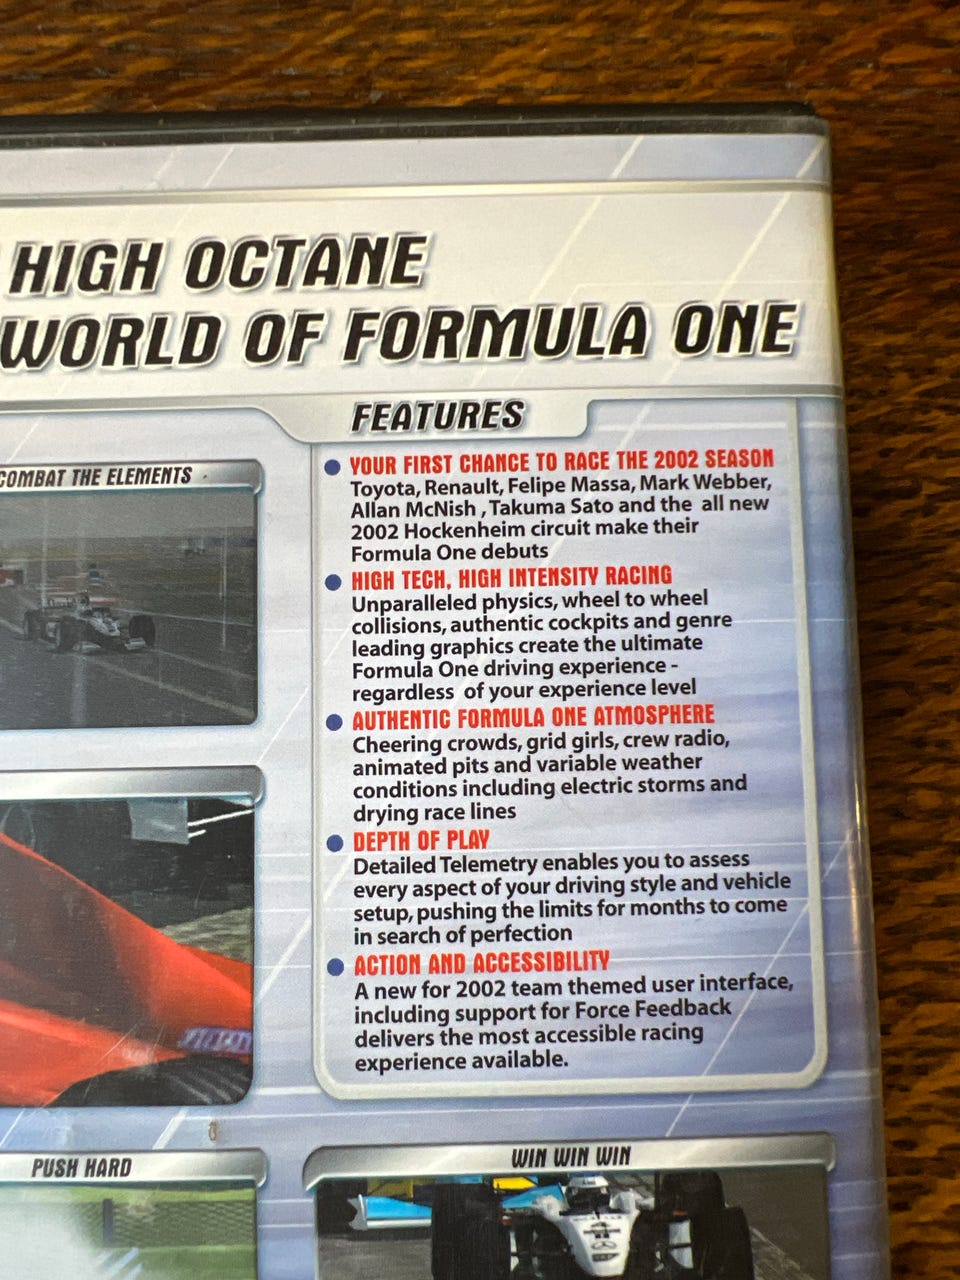 HIGH OCTANE
WORLD OF FORMULA ONE
FEATURES
COMBAT THE ELEMENTS
YOUR FIRST CHANCE TO RACE THE 2002 SEASON
Toyota, Renault, Felipe Massa, Mark Webber,
Allan McNish , Takuma Sato and the all new
2002 Hockenheim circuit make their
Formula One debuts
HIGH TECH, HIGH INTENSITY RACING
Unparalleled physics, wheel to wheel
collisions, authentic cockpits and genre
leading graphics create the ultimate
Formula One driving experience -
regardless of your experience level
AUTHENTIC FORMULA ONE ATMOSPHERE
Cheering crowds, grid girls, crew radio,
animated pits and variable weather
conditions including electric storms and
drying race lines
DEPTH OF PLAY
Detailed Telemetry enables you to assess
every aspect of your driving style and vehicle
setup, pushing the limits for months to come
in search of perfection
ACTION AND ACCESSIBILITY
A new for 2002 team themed user interface,
including support for Force Feedback
delivers the most accessible racing
experience available.
PUSH HARD
WIN WIN WIN